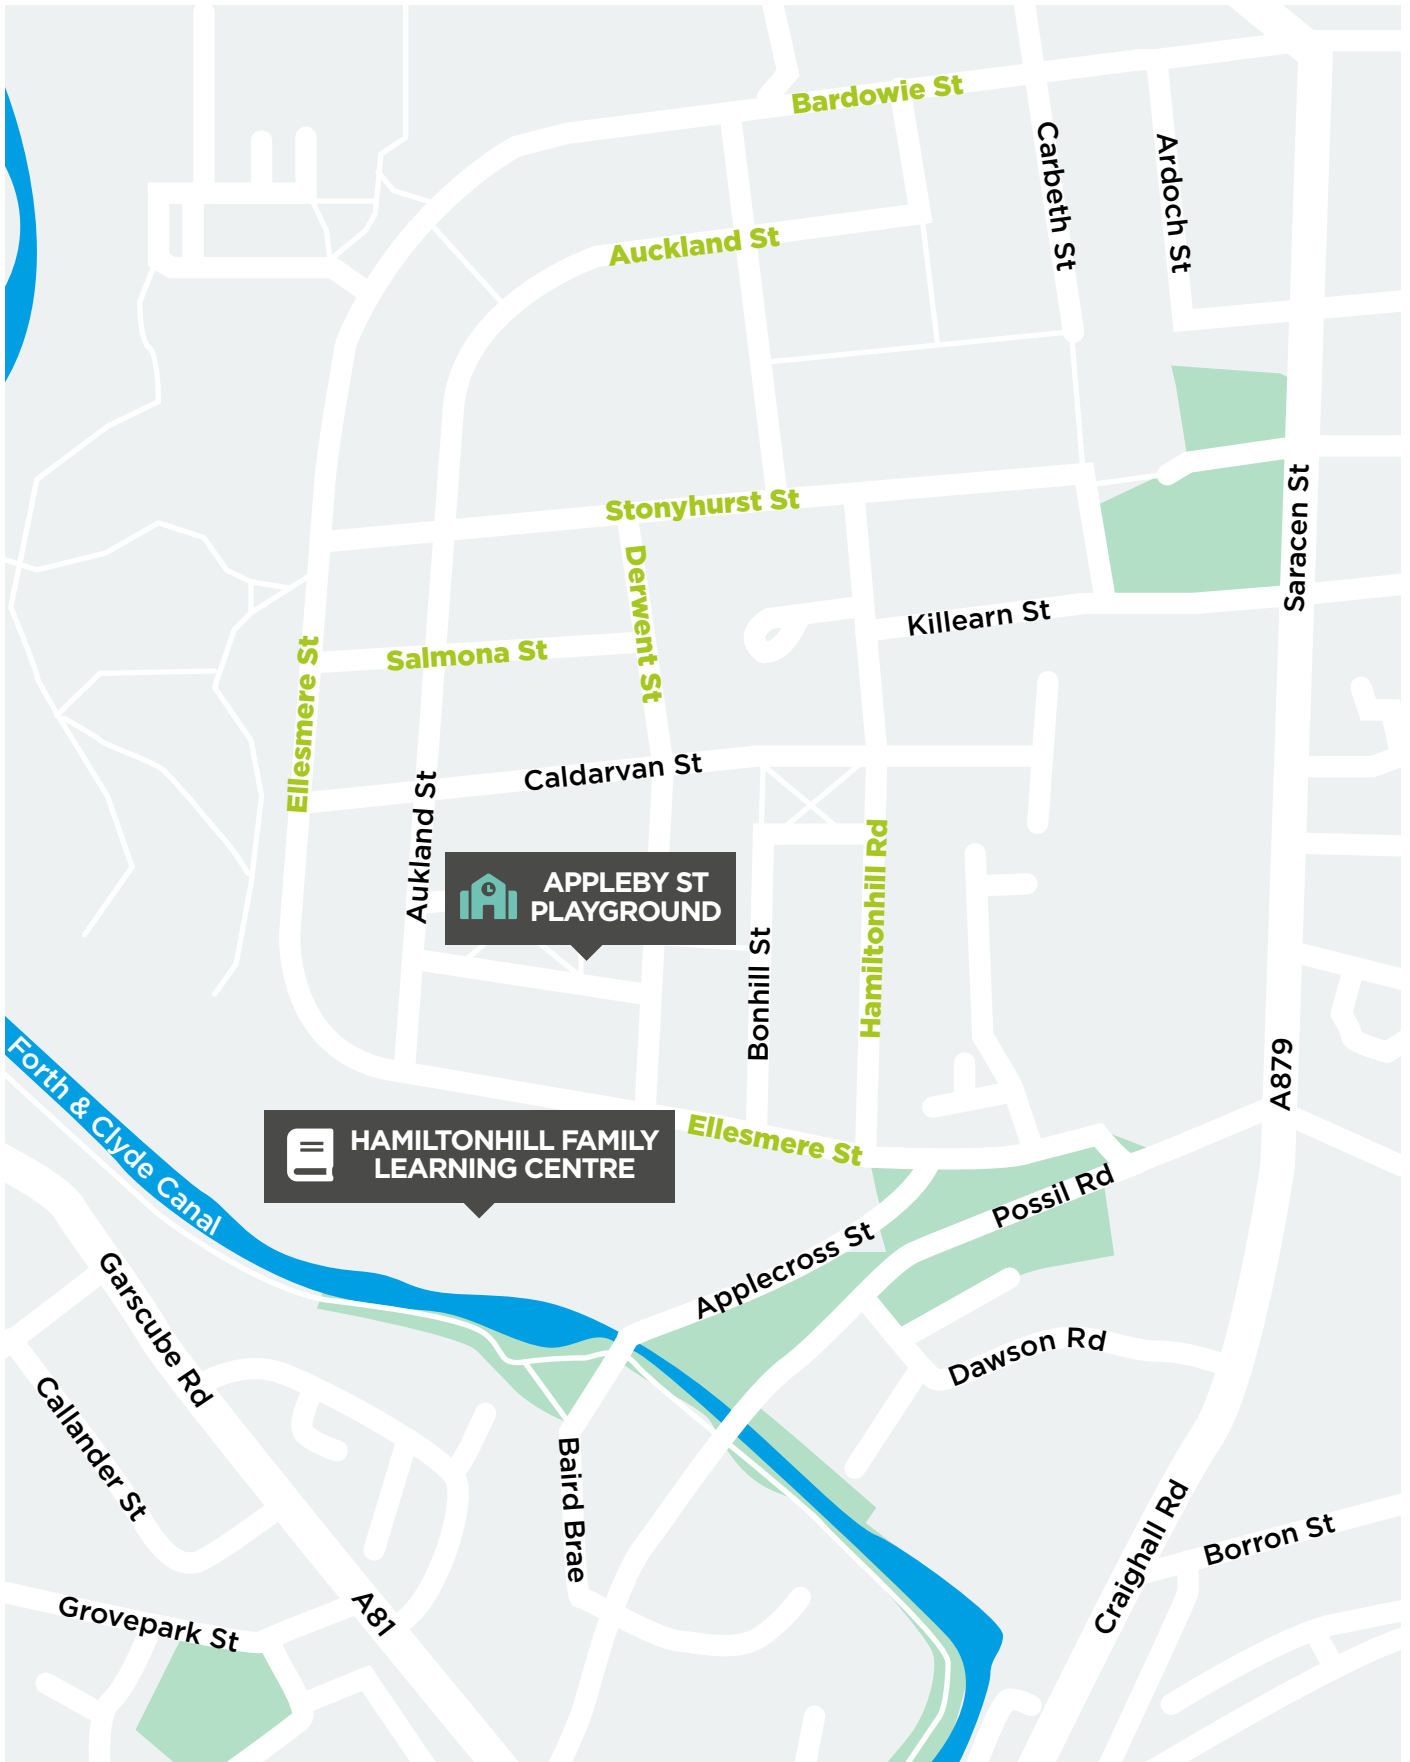 Bardowie St
Carbeth St
Ardoch St
Auckland St
Stonyhurst St
Saracen St
Derwent St
Killearn St
Salmona St
Ellesmere St
Caldarvan St
Aukland St
Hamiltonhill Rd
APPLEBY ST
PLAYGROUND
Bonhill St
A879
Forth & Clyde Canal
Ellesmere St
HAMILTONHILL FAMILY
LEARNING CENTRE
Possil Rd
Applecross St
Garscube Rd
Dawson Rd
Callander St
Baird Brae
Craighall Rd
Borron St
A81
Grovepark St